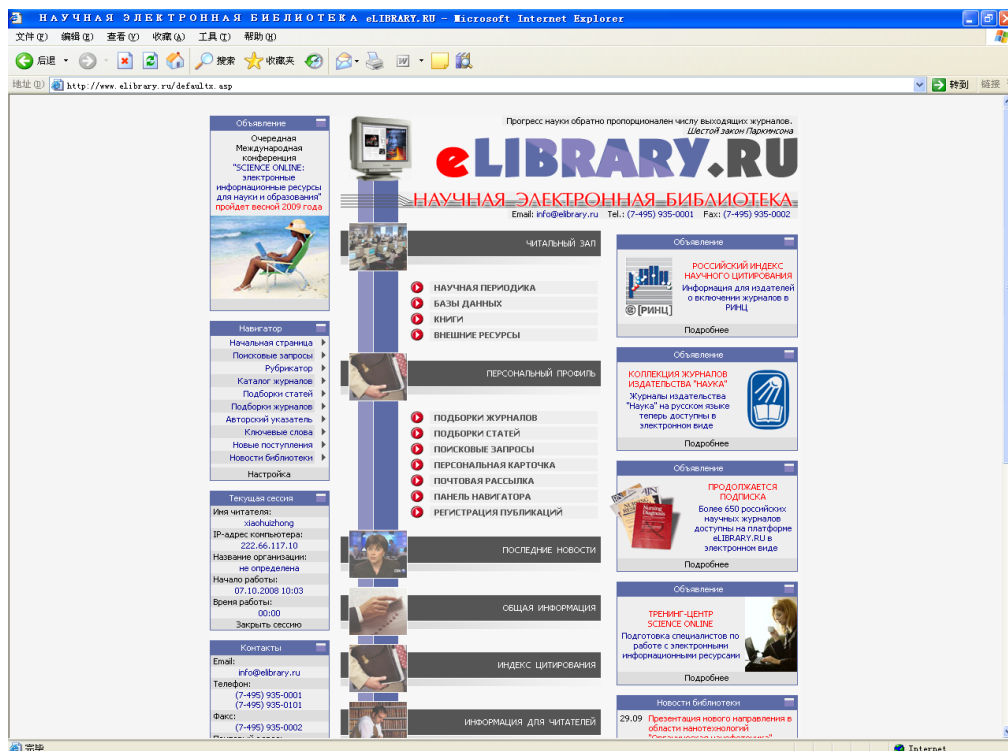 НАУЧНАЯ ЭЛЕКТРОННАЯ БИБЛИОТЕКА eLIBRARY.RU - Microsoft Internet Explorer
文件(F) 编辑(E) 查看(V) 收藏(A) 工具(T) 帮助(H)
后退 搜索 收藏夹
地址(D) http://www.elibrary.ru/defaultx.asp 转到 链接
Объявление
Очередная
Международная
конференция
"SCIENCE ONLINE:
электронные
информационные ресурсы
для науки и образования"
пройдет весной 2009 года
Навигатор
Начальная страница
Поисковые запросы
Рубрикатор
Каталог журналов
Подборки статей
Подборки журналов
Авторский указатель
Ключевые слова
Новые поступления
Новости библиотеки
Настройка
Текущая сессия
Имя читателя:
xiaohuizhong
IP-адрес компьютера:
222.66.117.10
Название организации:
не определена
Начало работы:
07.10.2008 10:03
Время работы:
00:00
Закрыть сессию
Контакты
Email:
info@elibrary.ru
Телефон:
(7-495) 935-0001
(7-495) 935-0101
Факс:
(7-495) 935-0002
Прогресс науки обратно пропорционален числу выходящих журналов.
Шестой закон Паркинсона
eLIBRARY.RU
НАУЧНАЯ ЭЛЕКТРОННАЯ БИБЛИОТЕКА
Email: info@elibrary.ru Tel.: (7-495) 935-0001 Fax: (7-495) 935-0002
ЧИТАЛЬНЫЙ ЗАЛ
НАУЧНАЯ ПЕРИОДИКА
БАЗЫ ДАННЫХ
КНИГИ
ВНЕШНИЕ РЕСУРСЫ
ПЕРСОНАЛЬНЫЙ ПРОФИЛЬ
ПОДБОРКИ ЖУРНАЛОВ
ПОДБОРКИ СТАТЕЙ
ПОИСКОВЫЕ ЗАПРОСЫ
ПЕРСОНАЛЬНАЯ КАРТОЧКА
ПОЧТОВАЯ РАССЫЛКА
ПАНЕЛЬ НАВИГАТОРА
РЕГИСТРАЦИЯ ПУБЛИКАЦИЙ
ПОСЛЕДНИЕ НОВОСТИ
ОБЩАЯ ИНФОРМАЦИЯ
ИНДЕКС ЦИТИРОВАНИЯ
ИНФОРМАЦИЯ ДЛЯ ЧИТАТЕЛЕЙ
Объявление
РОССИЙСКИЙ ИНДЕКС
НАУЧНОГО ЦИТИРОВАНИЯ
Информация для издателей
о включении журналов в
РИНЦ
© [РИНЦ]
Подробнее
Объявление
КОЛЛЕКЦИЯ ЖУРНАЛОВ
ИЗДАТЕЛЬСТВА "НАУКА"
Журналы издательства
"Наука" на русском языке
теперь доступны в
электронном виде
Подробнее
Объявление
ПРОДОЛЖАЕТСЯ
ПОДПИСКА
Более 650 российских
научных журналов
доступны на платформе
eLIBRARY.RU в
электронном виде
Подробнее
Объявление
ТРЕНИНГ-ЦЕНТР
SCIENCE ONLINE
Подготовка специалистов по
работе с электронными
информационными ресурсами
Подробнее
Новости библиотеки
29.09 Презентация нового направления в
области нанотехнологий
完毕 Internet